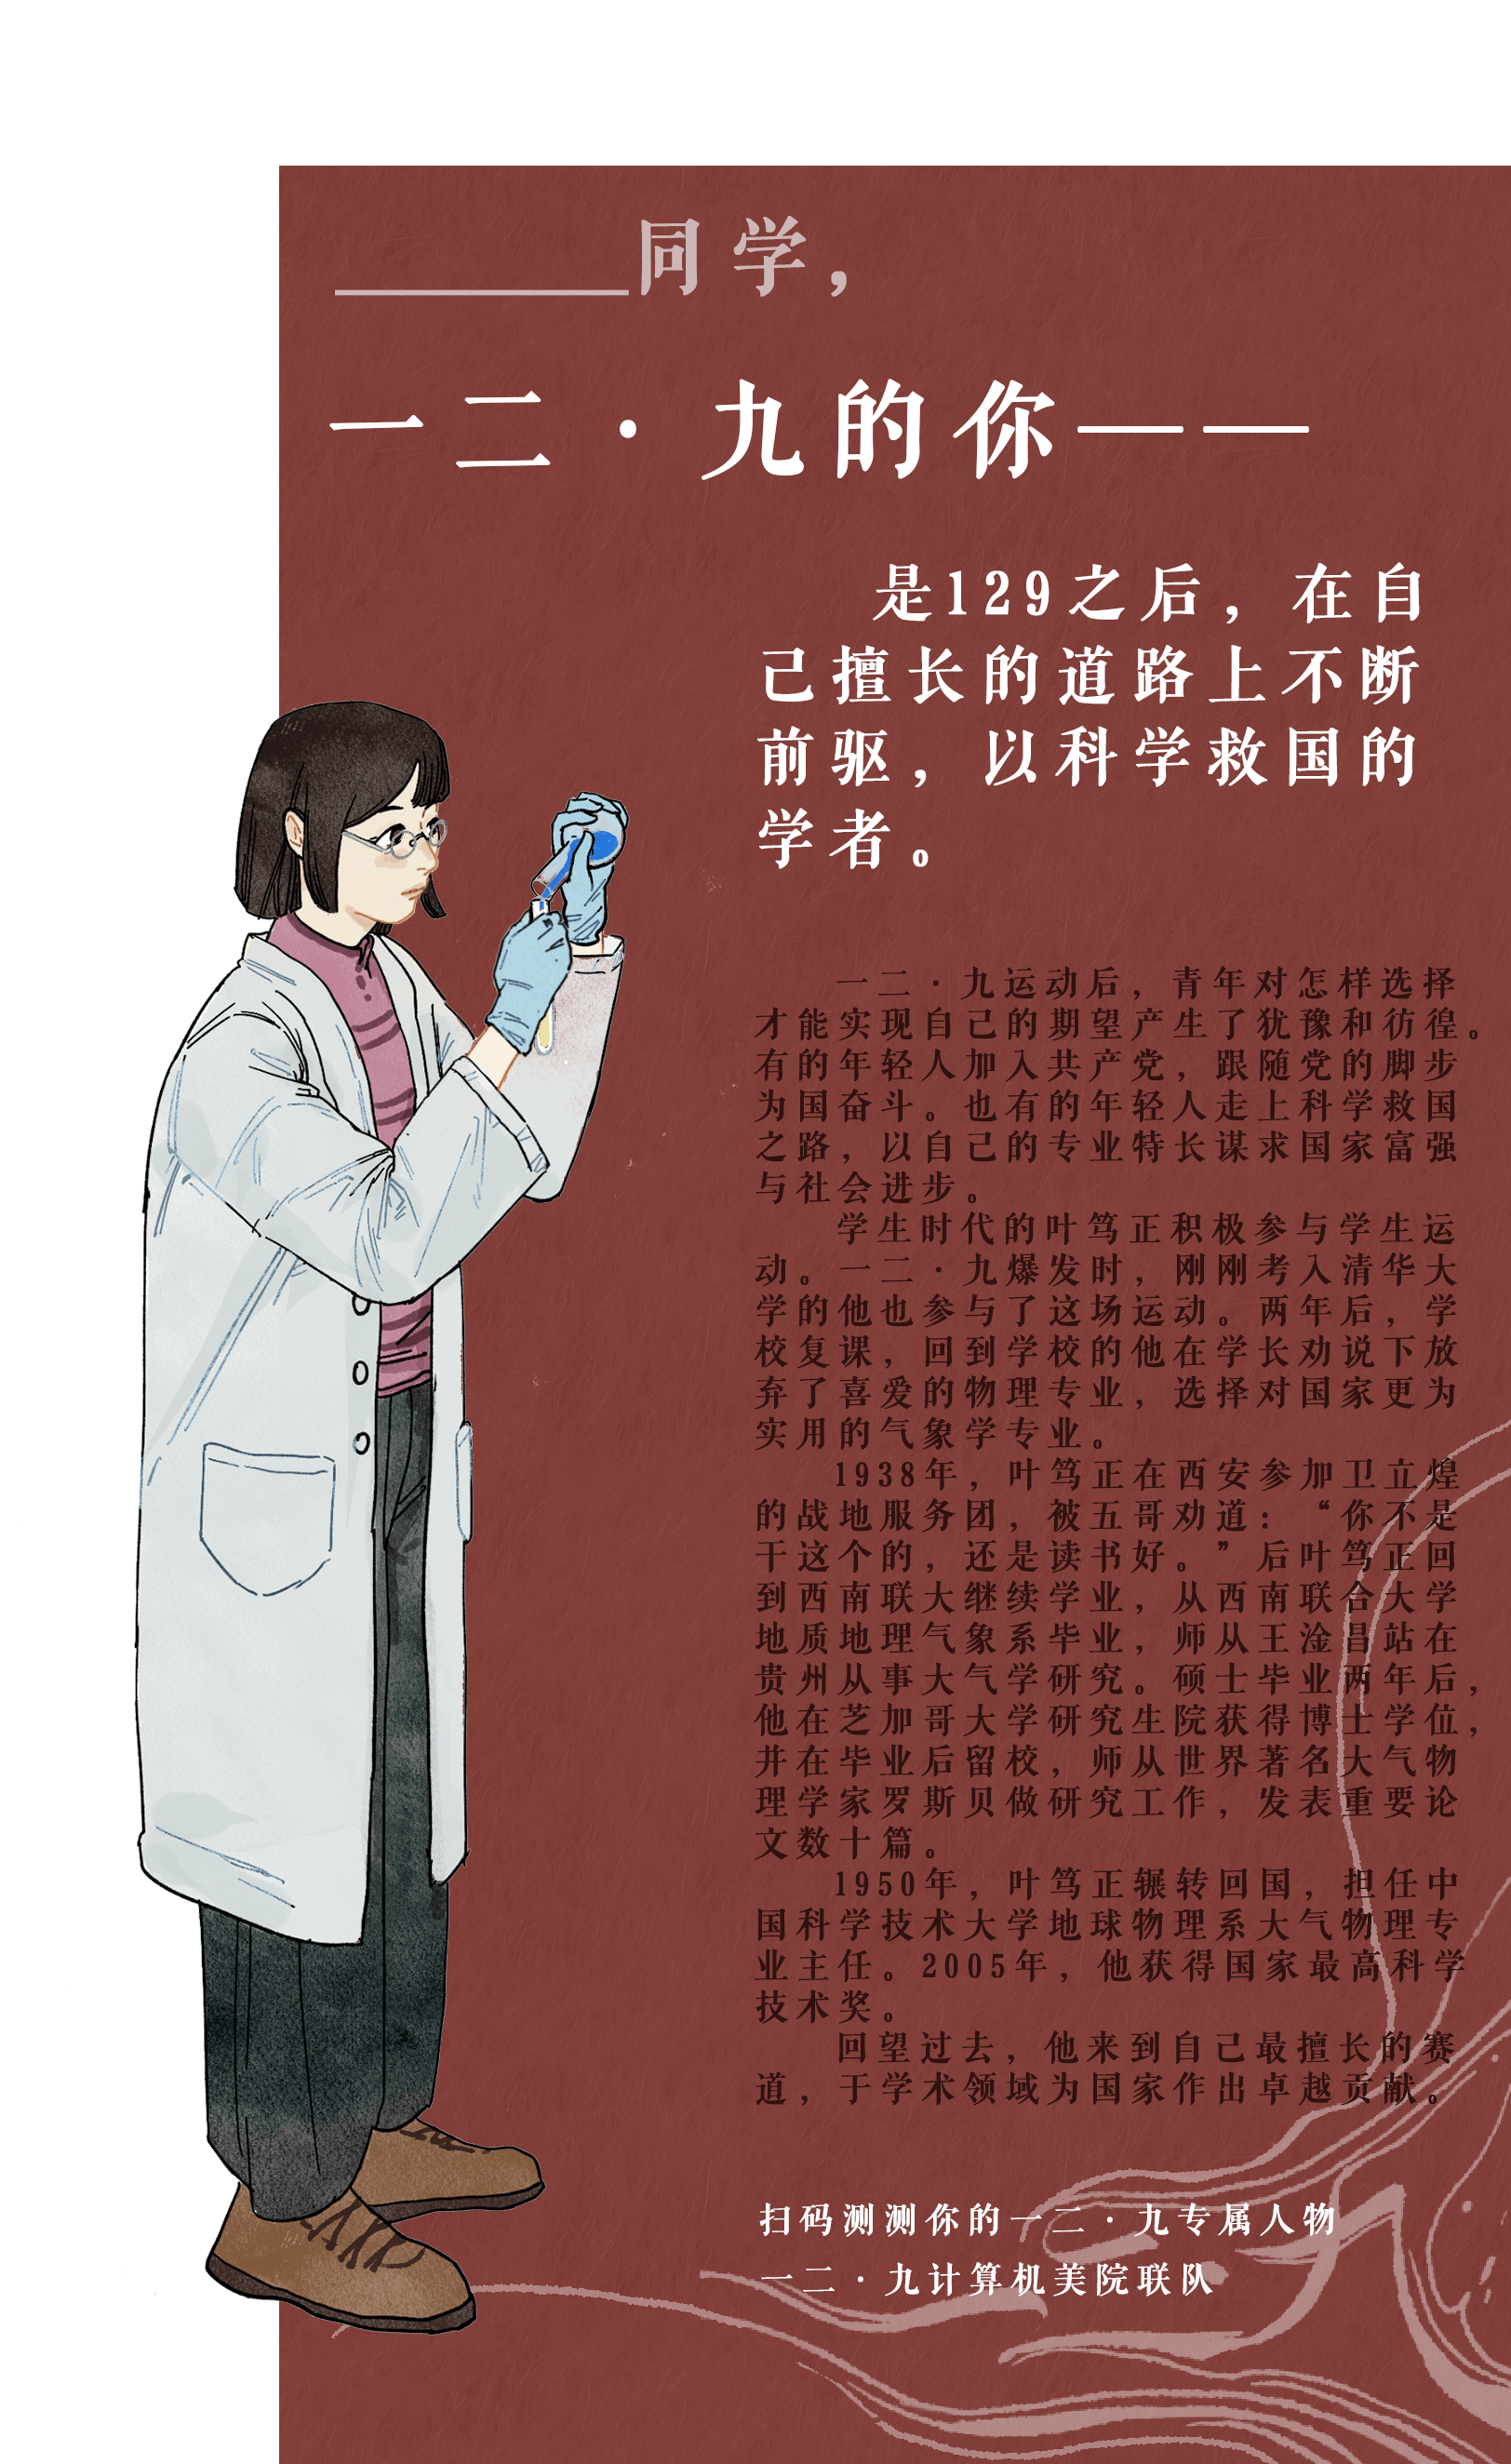 ______同学，
一二·九的你——
是129之后，在自
己擅长的道路上不断
前驱，以科学救国的
学者。
一二·九运动后，青年对怎样选择
才能实现自己的期望产生了犹豫和彷徨。
有的年轻人加入共产党，跟随党的脚步
为国奋斗。也有的年轻人走上科学救国
之路，以自己的专业特长谋求国家富强
与社会进步。
学生时代的叶笃正积极参与学生运
动。一二·九爆发时，刚刚考入清华大
学的他也参与了这场运动。两年后，学
校复课，回到学校的他在学长劝说下放
弃了喜爱的物理专业，选择对国家更为
实用的气象学专业。
1938年，叶笃正在西安参加卫立煌
的战地服务团，被五哥劝道：“你不是
干这个的，还是读书好。”后叶笃正回
到西南联大继续学业，从西南联合大学
地质地理气象系毕业，师从王淦昌站在
贵州从事大气学研究。硕士毕业两年后，
他在芝加哥大学研究生院获得博士学位，
并在毕业后留校，师从世界著名大气物
理学家罗斯贝做研究工作，发表重要论
文数十篇。
1950年，叶笃正辗转回国，担任中
国科学技术大学地球物理系大气物理专
业主任。2005年，他获得国家最高科学
技术奖。
回望过去，他来到自己最擅长的赛
道，于学术领域为国家作出卓越贡献。
扫码测测你的一二·九专属人物
一二·九计算机美院联队